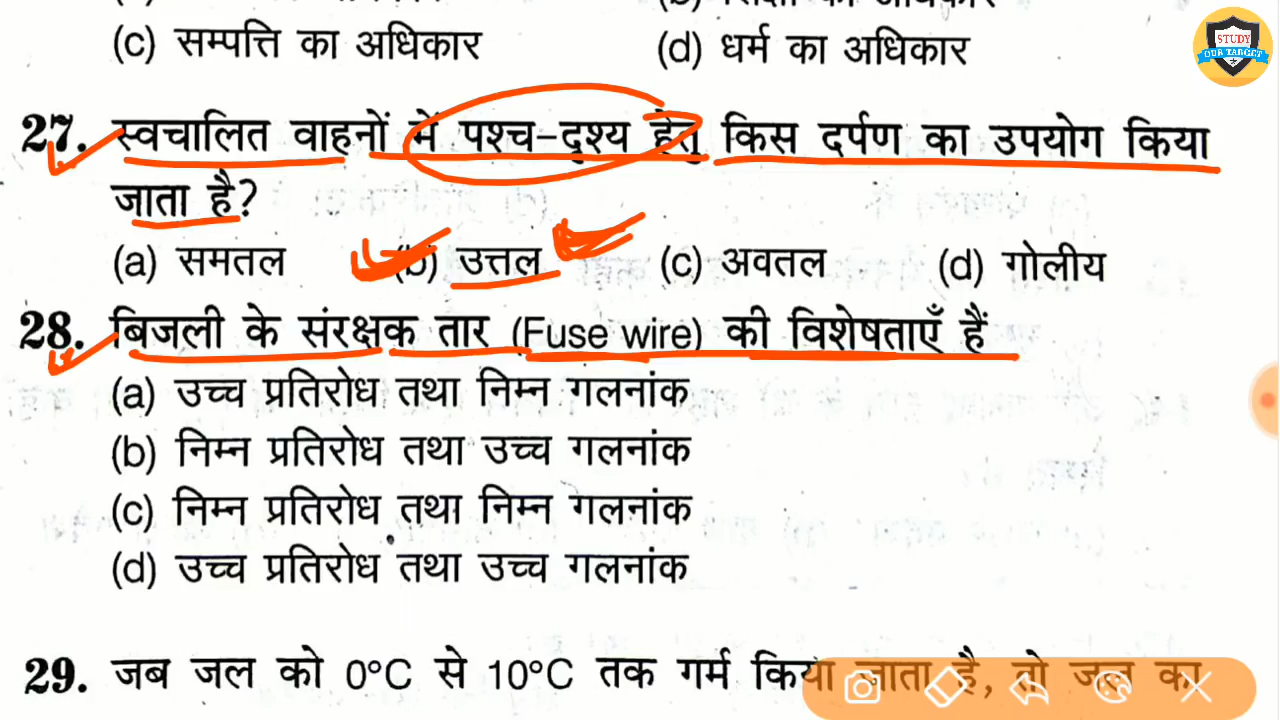 (c) सम्पत्ति का अधिकार (d) धर्म का अधिकार
STUDY
OUR TARGET
27. स्वचालित वाहनों में पश्च-दृश्य हेतु किस दर्पण का उपयोग किया
जाता है?
(a) समतल (b) उत्तल (c) अवतल (d) गोलीय
28. बिजली के संरक्षक तार (Fuse wire) की विशेषताएँ हैं
(a) उच्च प्रतिरोध तथा निम्न गलनांक
(b) निम्न प्रतिरोध तथा उच्च गलनांक
(c) निम्न प्रतिरोध तथा निम्न गलनांक
(d) उच्च प्रतिरोध तथा उच्च गलनांक
29. जब जल को 0°C से 10°C तक गर्म किया जाता है, तो जल का